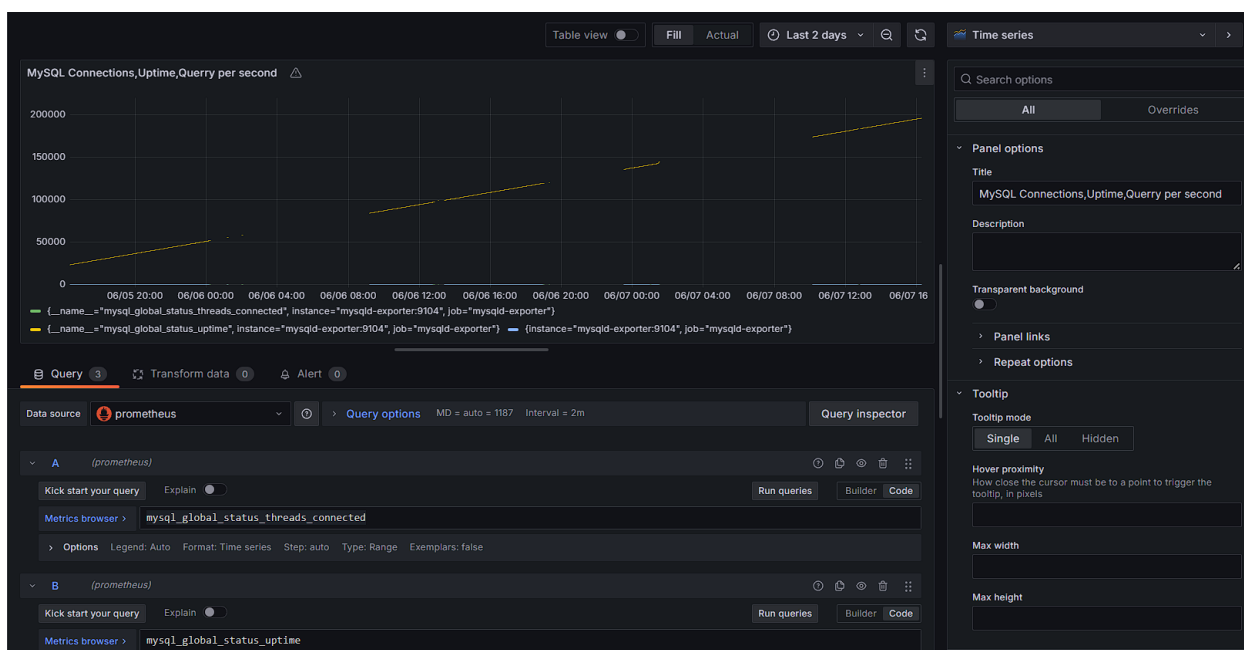 Table view
Fill Actual
Last 2 days
Time series
MySQL Connections,Uptime,Querry per second
200000
150000
100000
50000
0
06/05 20:00 06/06 00:00 06/06 04:00 06/06 08:00 06/06 12:00 06/06 16:00 06/06 20:00 06/07 00:00 06/07 04:00 06/07 08:00 06/07 12:00 06/07 16
{__name__="mysql_global_status_threads_connected", instance="mysqld-exporter:9104", job="mysqld-exporter"}
{__name__="mysql_global_status_uptime", instance="mysqld-exporter:9104", job="mysqld-exporter"} {instance="mysqld-exporter:9104", job="mysqld-exporter"}
Query 3 Transform data 0 Alert 0
Data source prometheus Query options MD = auto = 1187 Interval = 2m Query inspector
A (prometheus)
Kick start your query Explain Run queries Builder Code
Metrics browser > mysql_global_status_threads_connected
Options Legend: Auto Format: Time series Step: auto Type: Range Exemplars: false
B (prometheus)
Kick start your query Explain Run queries Builder Code
Metrics browser > mysql_global_status_uptime
Search options
All Overrides
Panel options
Title
MySQL Connections,Uptime,Querry per second
Description
Transparent background
Panel links
Repeat options
Tooltip
Tooltip mode
Single All Hidden
Hover proximity
How close the cursor must be to a point to trigger the
tooltip, in pixels
Max width
Max height